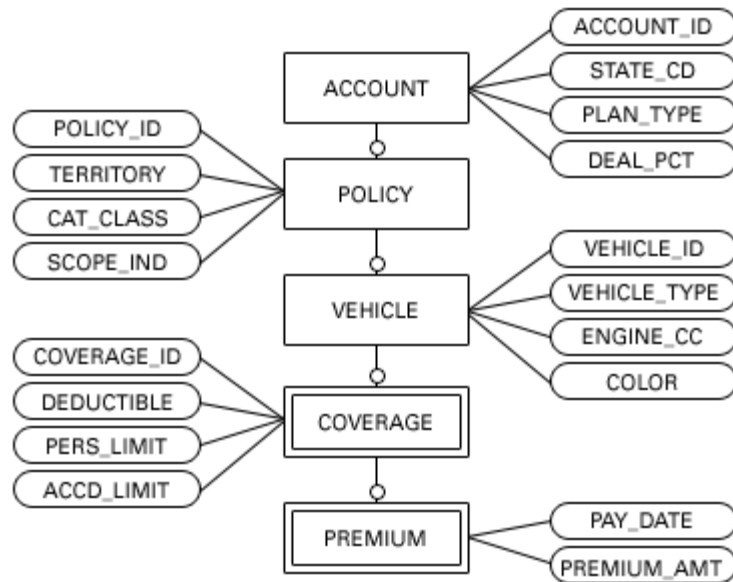 ACCOUNT_ID
STATE_CD
ACCOUNT
PLAN_TYPE
DEAL_PCT
POLICY_ID
TERRITORY
POLICY
CAT_CLASS
SCOPE_IND
VEHICLE_ID
VEHICLE_TYPE
VEHICLE
ENGINE_CC
COLOR
COVERAGE_ID
DEDUCTIBLE
COVERAGE
PERS_LIMIT
ACCD_LIMIT
PAY_DATE
PREMIUM
PREMIUM_AMT